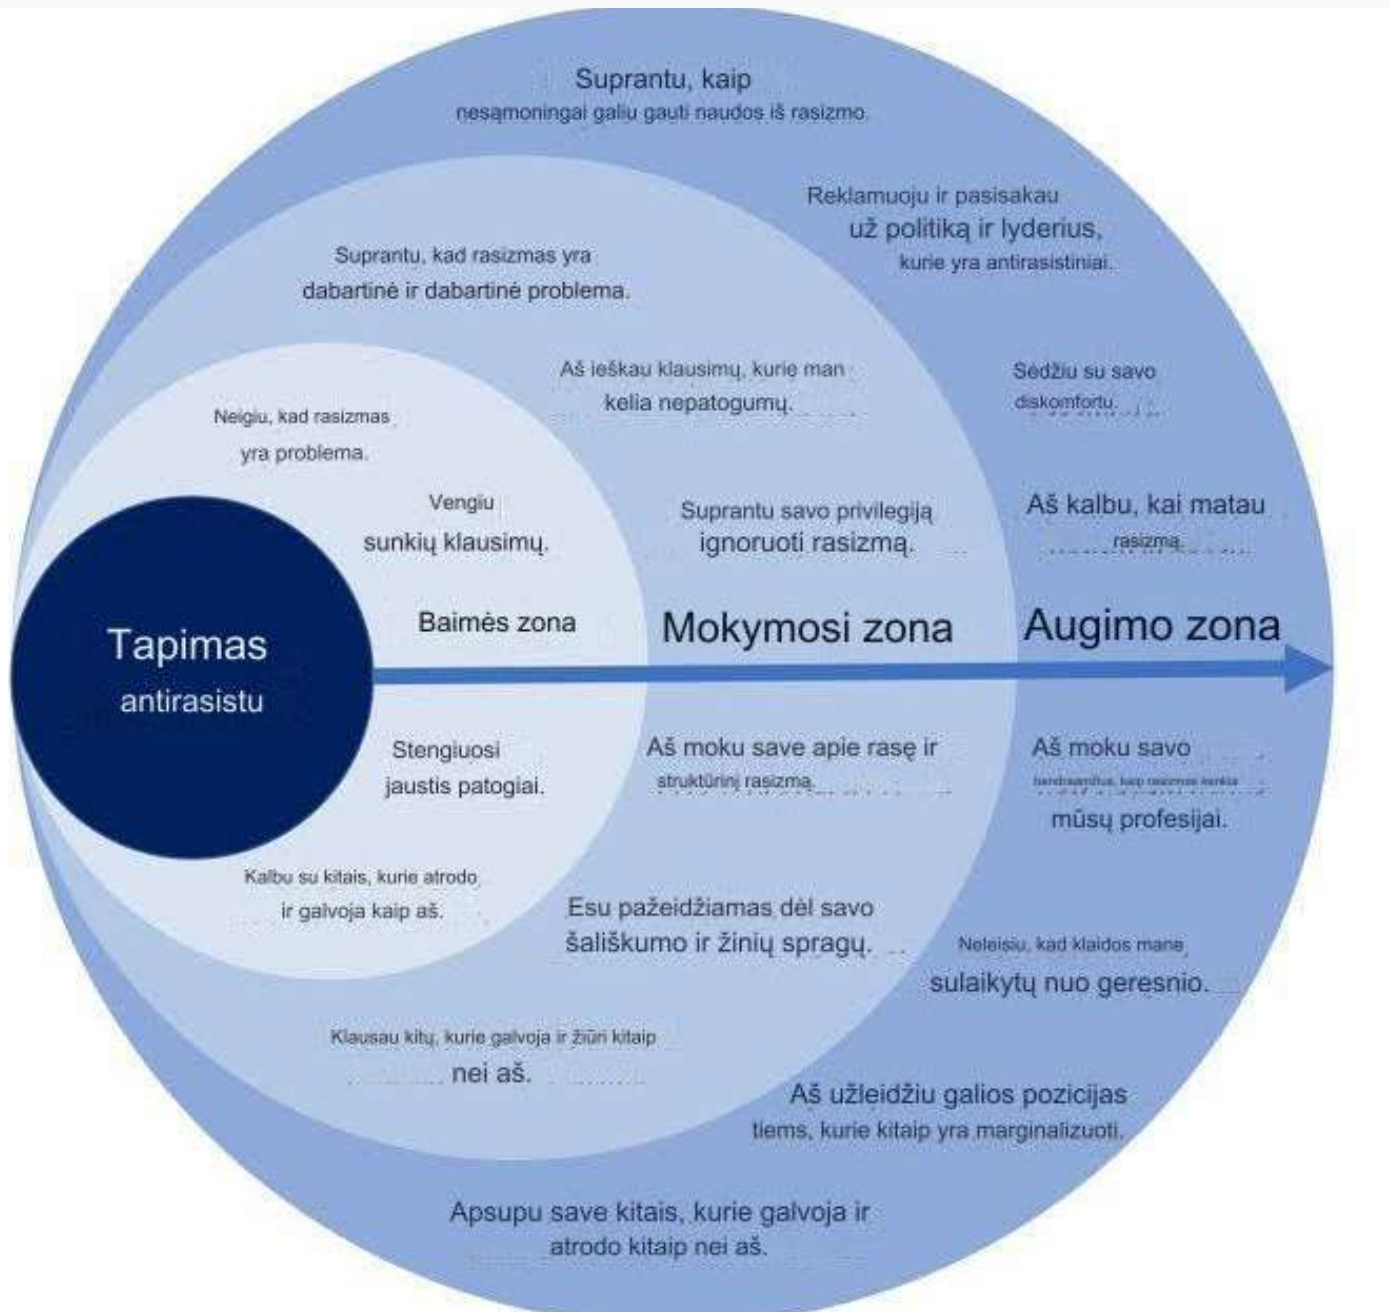 Suprantu, kaip
nesąmoningai galiu gauti naudos iš rasizmo.
Reklamuoju ir pasisakau
už politiką ir lyderius,
kurie yra antirasistiniai.
Suprantu, kad rasizmas yra
dabartinė ir dabartinė problema.
Aš ieškau klausimų, kurie man
kelia nepatogumų.
Sėdžiu su savo
diskomfortu.
Neigiu, kad rasizmas
yra problema.
Vengiu
sunkių klausimų.
Suprantu savo privilegiją
ignoruoti rasizmą.
Aš kalbu, kai matau
rasizmą.
Tapimas
antirasistu
Baimės zona
Mokymosi zona
Augimo zona
Stengiuosi
jaustis patogiai.
Aš moku save apie rasę ir
struktūrinį rasizmą.
Aš moku savo
kaip rasizmas kenkia
mūsų profesijai.
Kalbu su kitais, kurie atrodo
ir galvoja kaip aš.
Esu pažeidžiamas dėl savo
šališkumo ir žinių spragų.
Neleisiu, kad klaidos mane
sulaikytų nuo geresnio.
Klausau kitų, kurie galvoja ir žiūri kitaip
nei aš.
Aš užleidžiu galios pozicijas
tiems, kurie kitaip yra marginalizuoti.
Apsupu save kitais, kurie galvoja ir
atrodo kitaip nei aš.